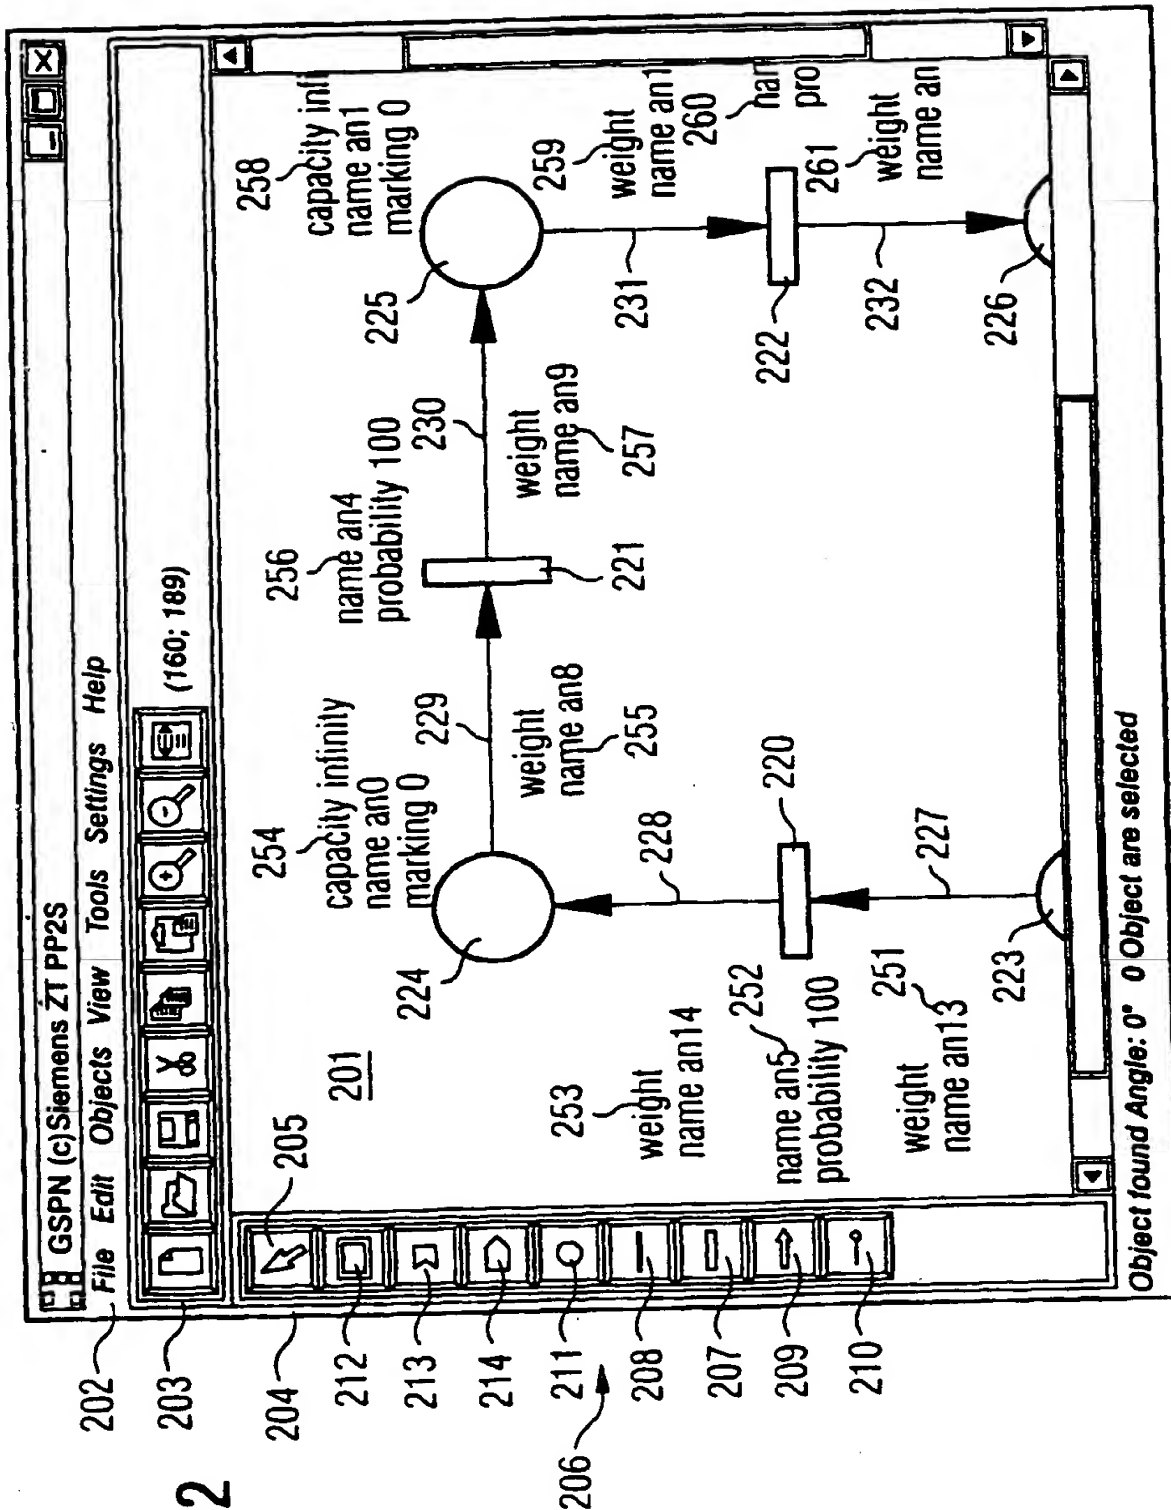 2
GSPN (c)Siemens ZT PP2S
File Edit Objects View Tools Settings Help
(160; 189)
202
203
204
205
212
213
214
211
206
208
207
209
210
201
254
capacity infinity
name an0
marking 0
224
229
weight
name an8
255
256
name an4
probability 100
230
221
weight
name an9
257
258
capacity infi
name an1
marking 0
225
259
weight
name an1
231
260
nar
pro
222
261
weight
name an
232
226
253
weight
name an14
228
220
252
name an5
probability 100
251
weight
name an13
227
223
Object found Angle: 0° 0 Object are selected